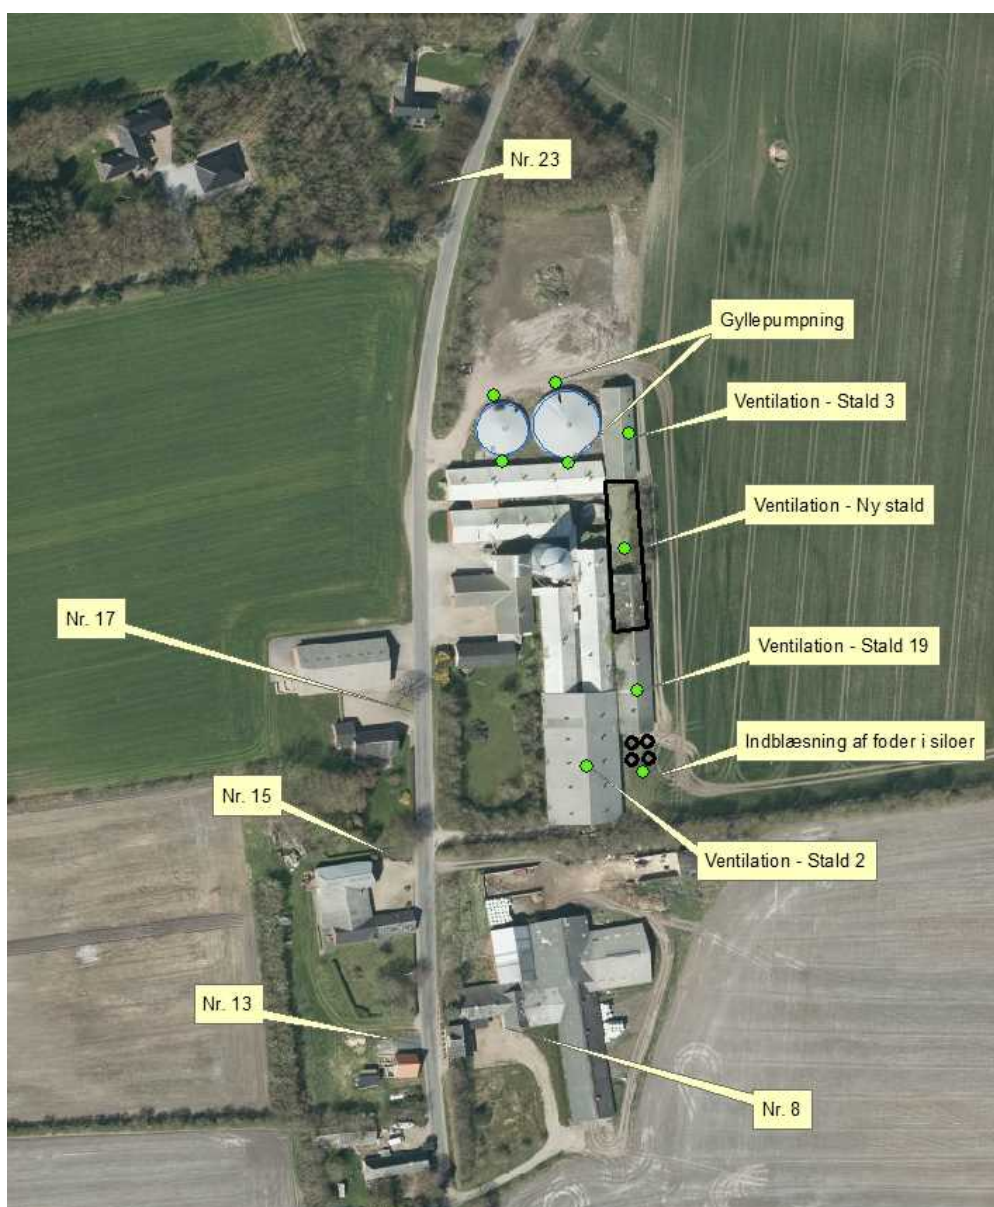 Nr. 23
Gyllepumpning
Ventilation - Stald 3
Ventilation - Ny stald
Nr. 17
Ventilation - Stald 19
Indblæsning af foder i siloer
Nr. 15
Ventilation - Stald 2
Nr. 13
Nr. 8